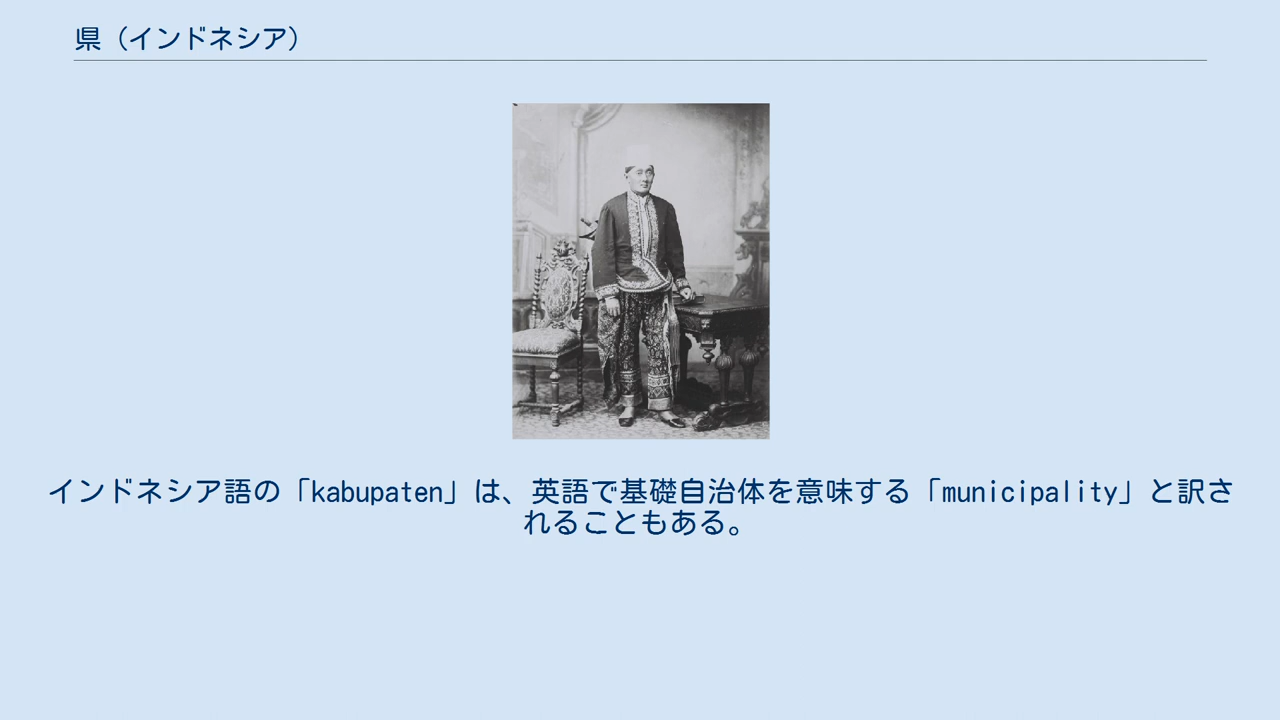 県（インドネシア）
インドネシア語の「kabupaten」は、英語で基礎自治体を意味する「municipality」と訳さ
れることもある。